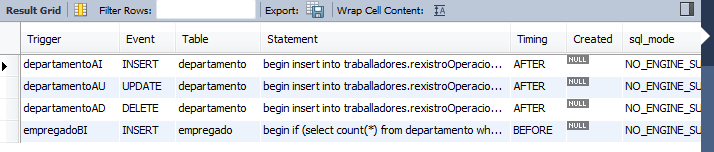 Result Grid Filter Rows: Export: Wrap Cell Content:
Trigger Event Table Statement Timing Created sql_mode
departamentoAI INSERT departamento begin insert into traballadores.rexistroOperacio... AFTER NULL NO_ENGINE_SU
departamentoAU UPDATE departamento begin insert into traballadores.rexistroOperacio... AFTER NULL NO_ENGINE_SU
departamentoAD DELETE departamento begin insert into traballadores.rexistroOperacio... AFTER NULL NO_ENGINE_SU
empregadoBI INSERT empregado begin if (select count(*) from departamento wh... BEFORE NULL NO_ENGINE_SU